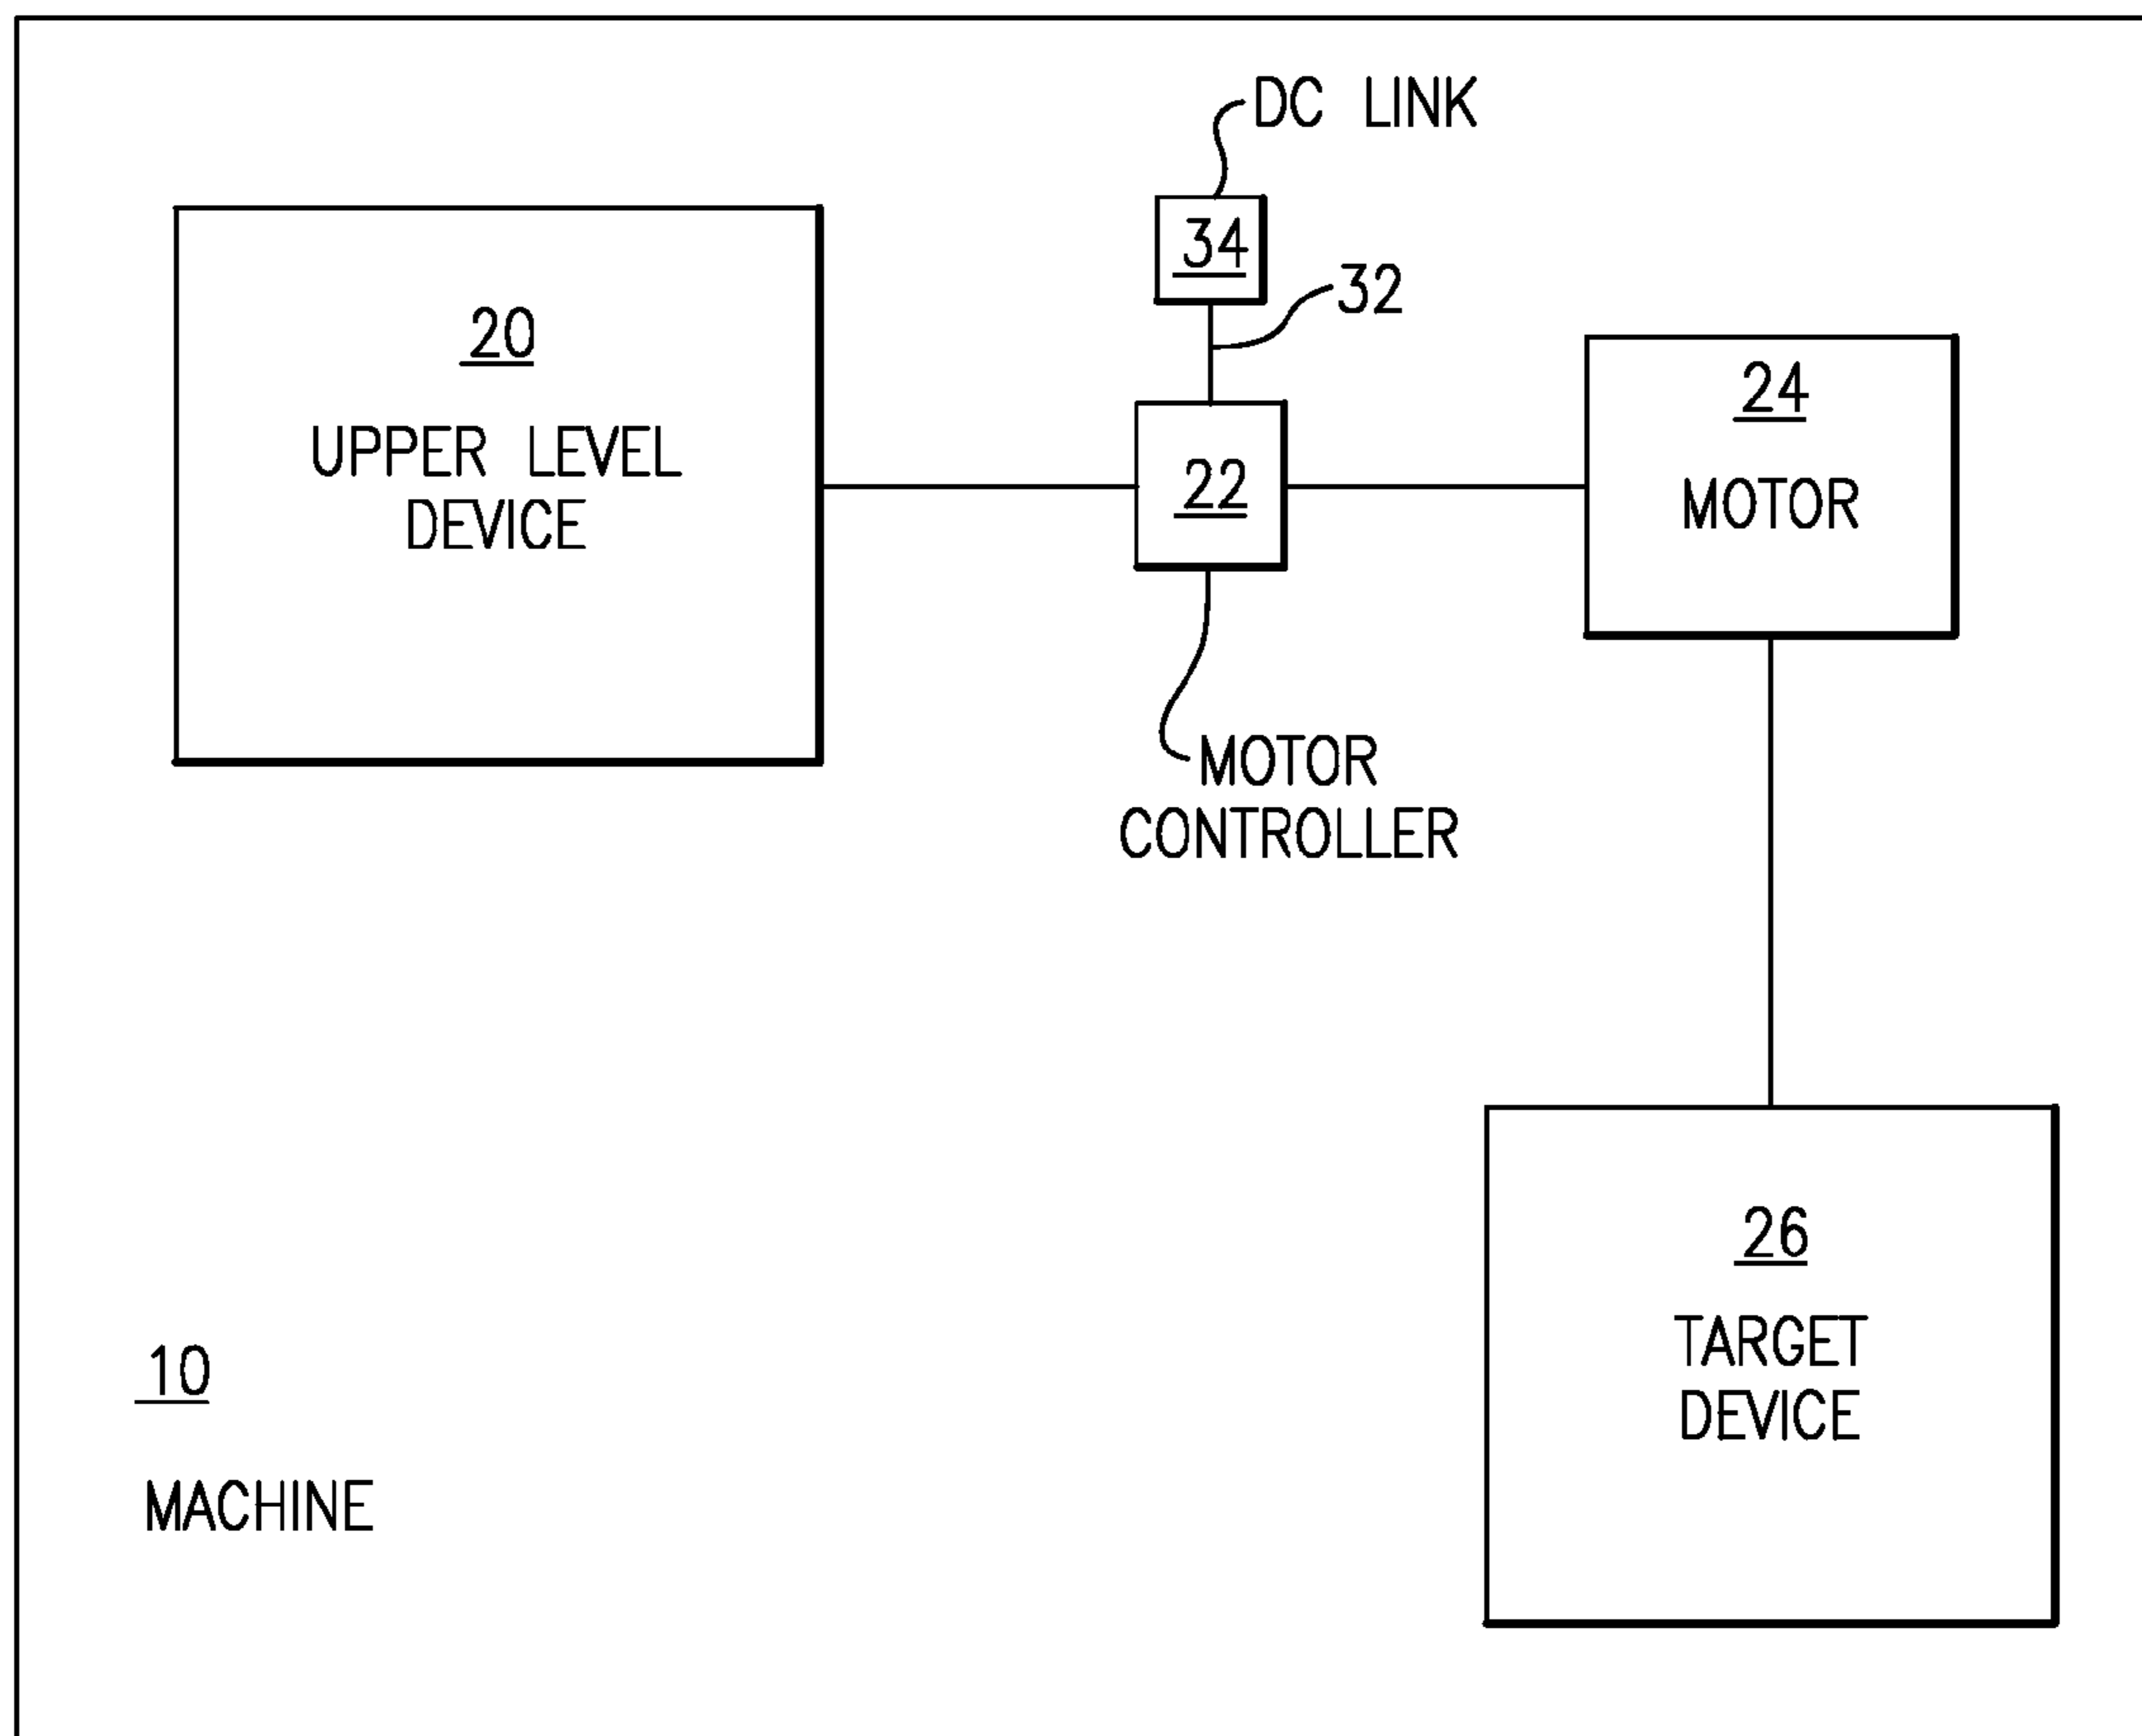 DC LINK
34
32
20
UPPER LEVEL
DEVICE
22
24
MOTOR
MOTOR
CONTROLLER
26
TARGET
DEVICE
10
MACHINE